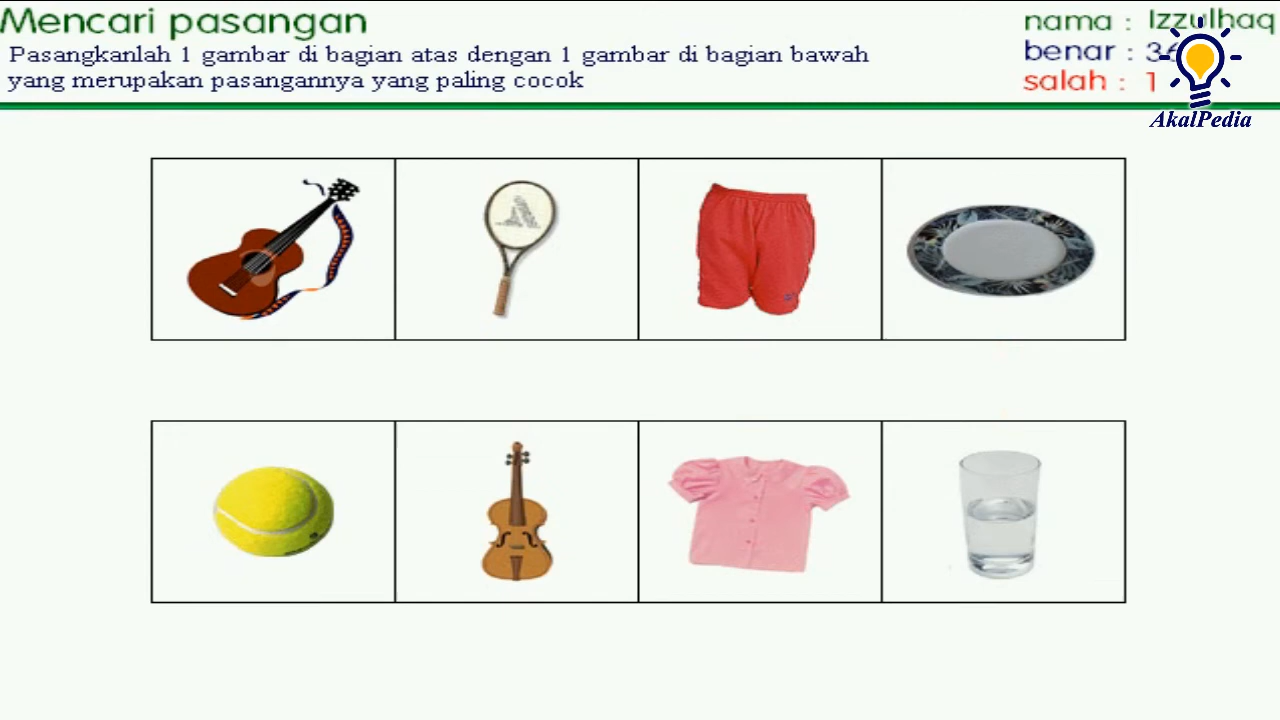 Mencari pasangan
Pasangkanlah 1 gambar di bagian atas dengan 1 gambar di bagian bawah
yang merupakan pasangannya yang paling cocok
nama : Izzulhaq
benar :
salah : 1
AkalPedia